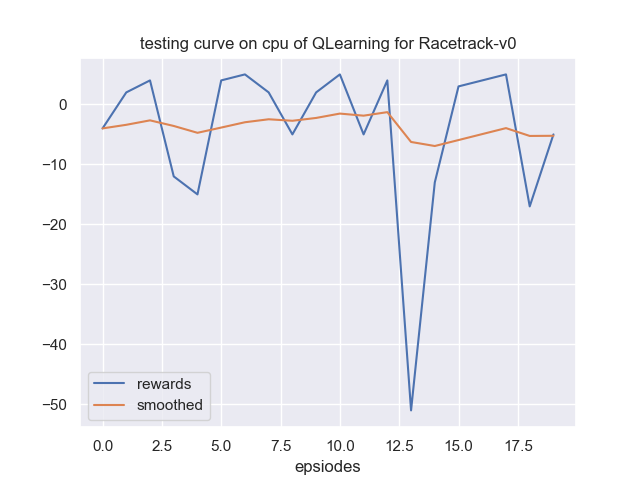 testing curve on cpu of QLearning for Racetrack-v0
0
−10
−20
−30
−40
−50
rewards
smoothed
0.0 2.5 5.0 7.5 10.0 12.5 15.0 17.5
epsiodes